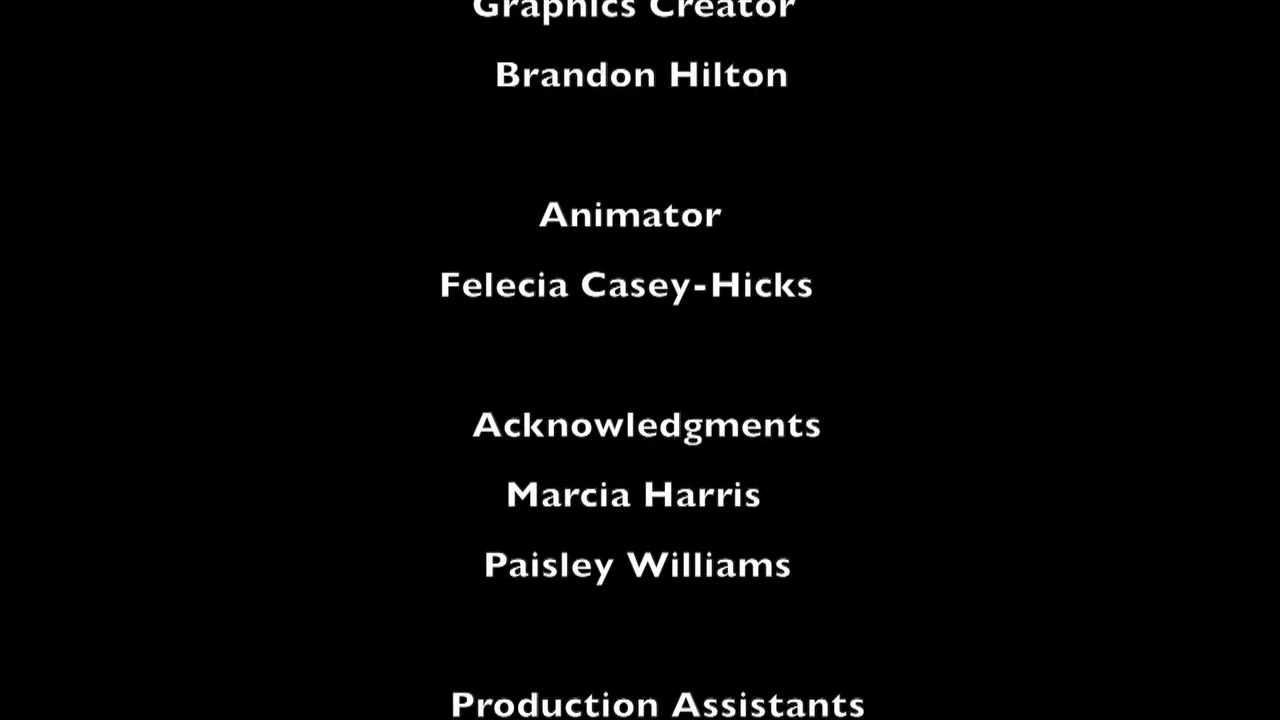 Graphics Creator
Brandon Hilton
Animator
Felecia Casey-Hicks
Acknowledgments
Marcia Harris
Paisley Williams
Production Assistants